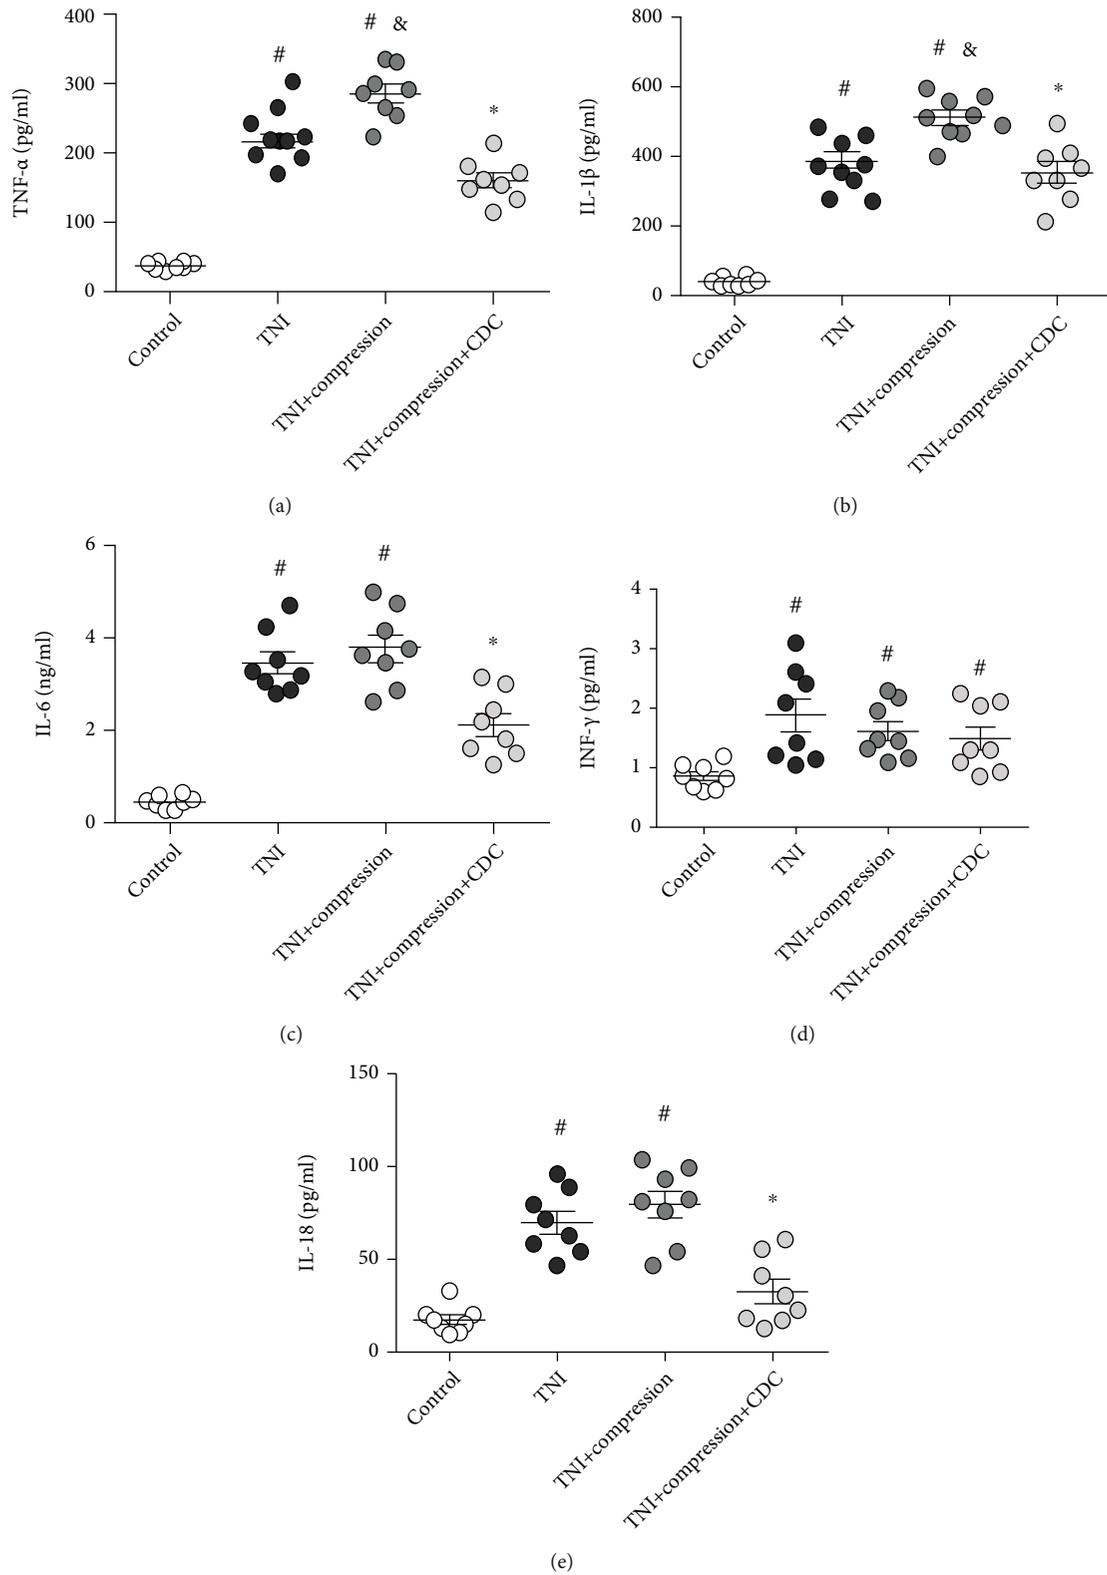 400
300
200
100
0
TNF-α (pg/ml)
#
# &
*
Control
TNI
TNI+compression
TNI+compression+CDC
(a)
800
600
400
200
0
IL-1β (pg/ml)
#
# &
*
Control
TNI
TNI+compression
TNI+compression+CDC
(b)
6
4
2
0
IL-6 (ng/ml)
#
#
*
Control
TNI
TNI+compression
TNI+compression+CDC
(c)
4
3
2
1
0
INF-γ (pg/ml)
#
#
#
Control
TNI
TNI+compression
TNI+compression+CDC
(d)
150
100
50
0
IL-18 (pg/ml)
#
#
*
Control
TNI
TNI+compression
TNI+compression+CDC
(e)